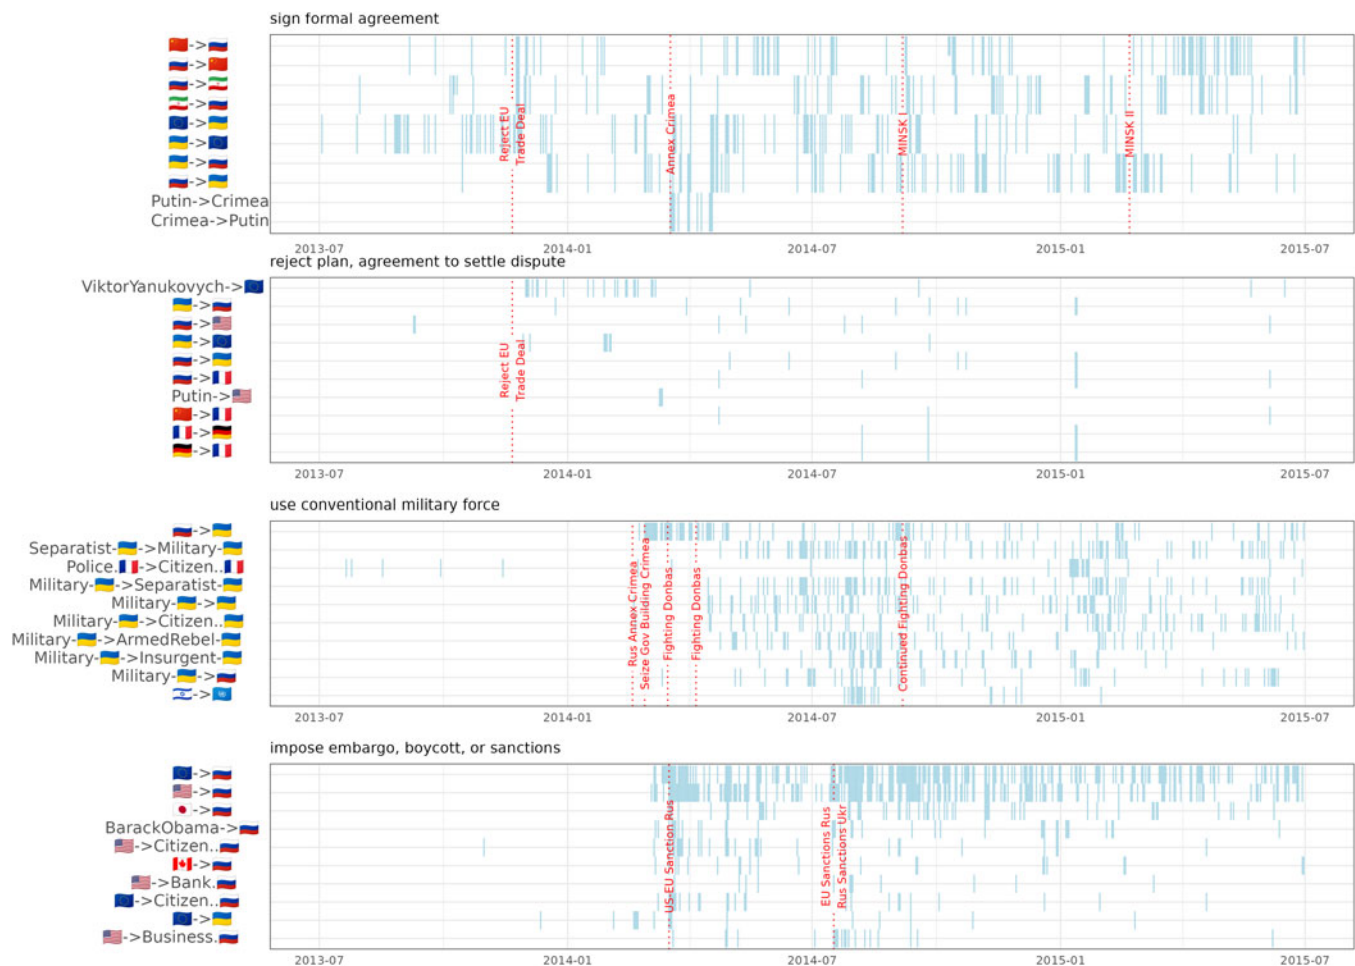 sign formal agreement
🇨🇳->🇷🇺
🇷🇺->🇨🇳
🇷🇺->🇮🇷
🇮🇷->🇷🇺
🇪🇺->🇺🇦
🇺🇦->🇪🇺
🇺🇦->🇷🇺
🇷🇺->🇺🇦
Putin->Crimea
Crimea->Putin
Reject EU
Trade Deal
Annex Crimea
MINSK I
MINSK II
2013-07 2014-01 2014-07 2015-01 2015-07
reject plan, agreement to settle dispute
ViktorYanukovych->🇪🇺
🇺🇦->🇷🇺
🇷🇺->🇺🇸
🇺🇦->🇪🇺
🇷🇺->🇺🇦
🇷🇺->🇫🇷
Putin->🇺🇸
🇨🇳->🇫🇷
🇫🇷->🇩🇪
🇩🇪->🇫🇷
Reject EU
Trade Deal
2013-07 2014-01 2014-07 2015-01 2015-07
use conventional military force
🇷🇺->🇺🇦
Separatist-🇺🇦->Military-🇺🇦
Police.🇫🇷->Citizen..🇫🇷
Military-🇺🇦->Separatist-🇺🇦
Military-🇺🇦->🇺🇦
Military-🇺🇦->Citizen..🇺🇦
Military-🇺🇦->ArmedRebel-🇺🇦
Military-🇺🇦->Insurgent-🇺🇦
Military-🇺🇦->🇷🇺
🇮🇱->🇺🇳
Rus Annex Crimea
Seize Gov Building Crimea
Fighting Donbas
Fighting Donbas
Continued Fighting Donbas
2013-07 2014-01 2014-07 2015-01 2015-07
impose embargo, boycott, or sanctions
🇪🇺->🇷🇺
🇺🇸->🇷🇺
🇯🇵->🇷🇺
BarackObama->🇷🇺
🇺🇸->Citizen..🇷🇺
🇨🇦->🇷🇺
🇺🇸->Bank.🇷🇺
🇪🇺->Citizen..🇷🇺
🇪🇺->🇺🇦
🇺🇸->Business.🇷🇺
US-EU Sanction Rus
EU Sanctions Rus
Rus Sanctions Ukr
2013-07 2014-01 2014-07 2015-01 2015-07